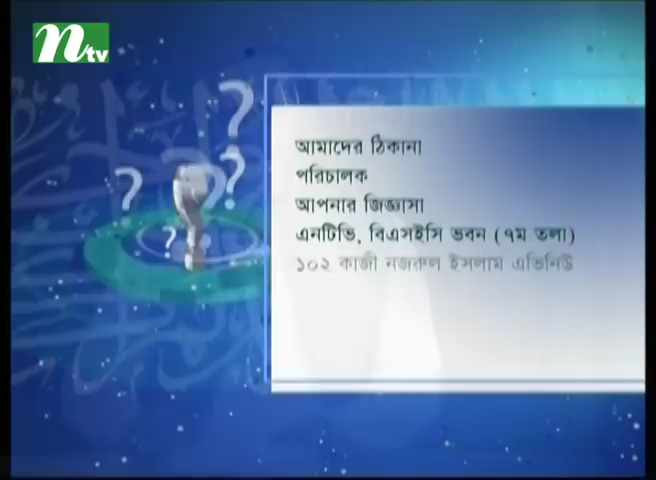 ntv
আমাদের ঠিকানা
পরিচালক
আপনার জিজ্ঞাসা
এনটিভি, বিএসইসি ভবন (৭ম তলা)
১০২ কাজী নজরুল ইসলাম এভিনিউ